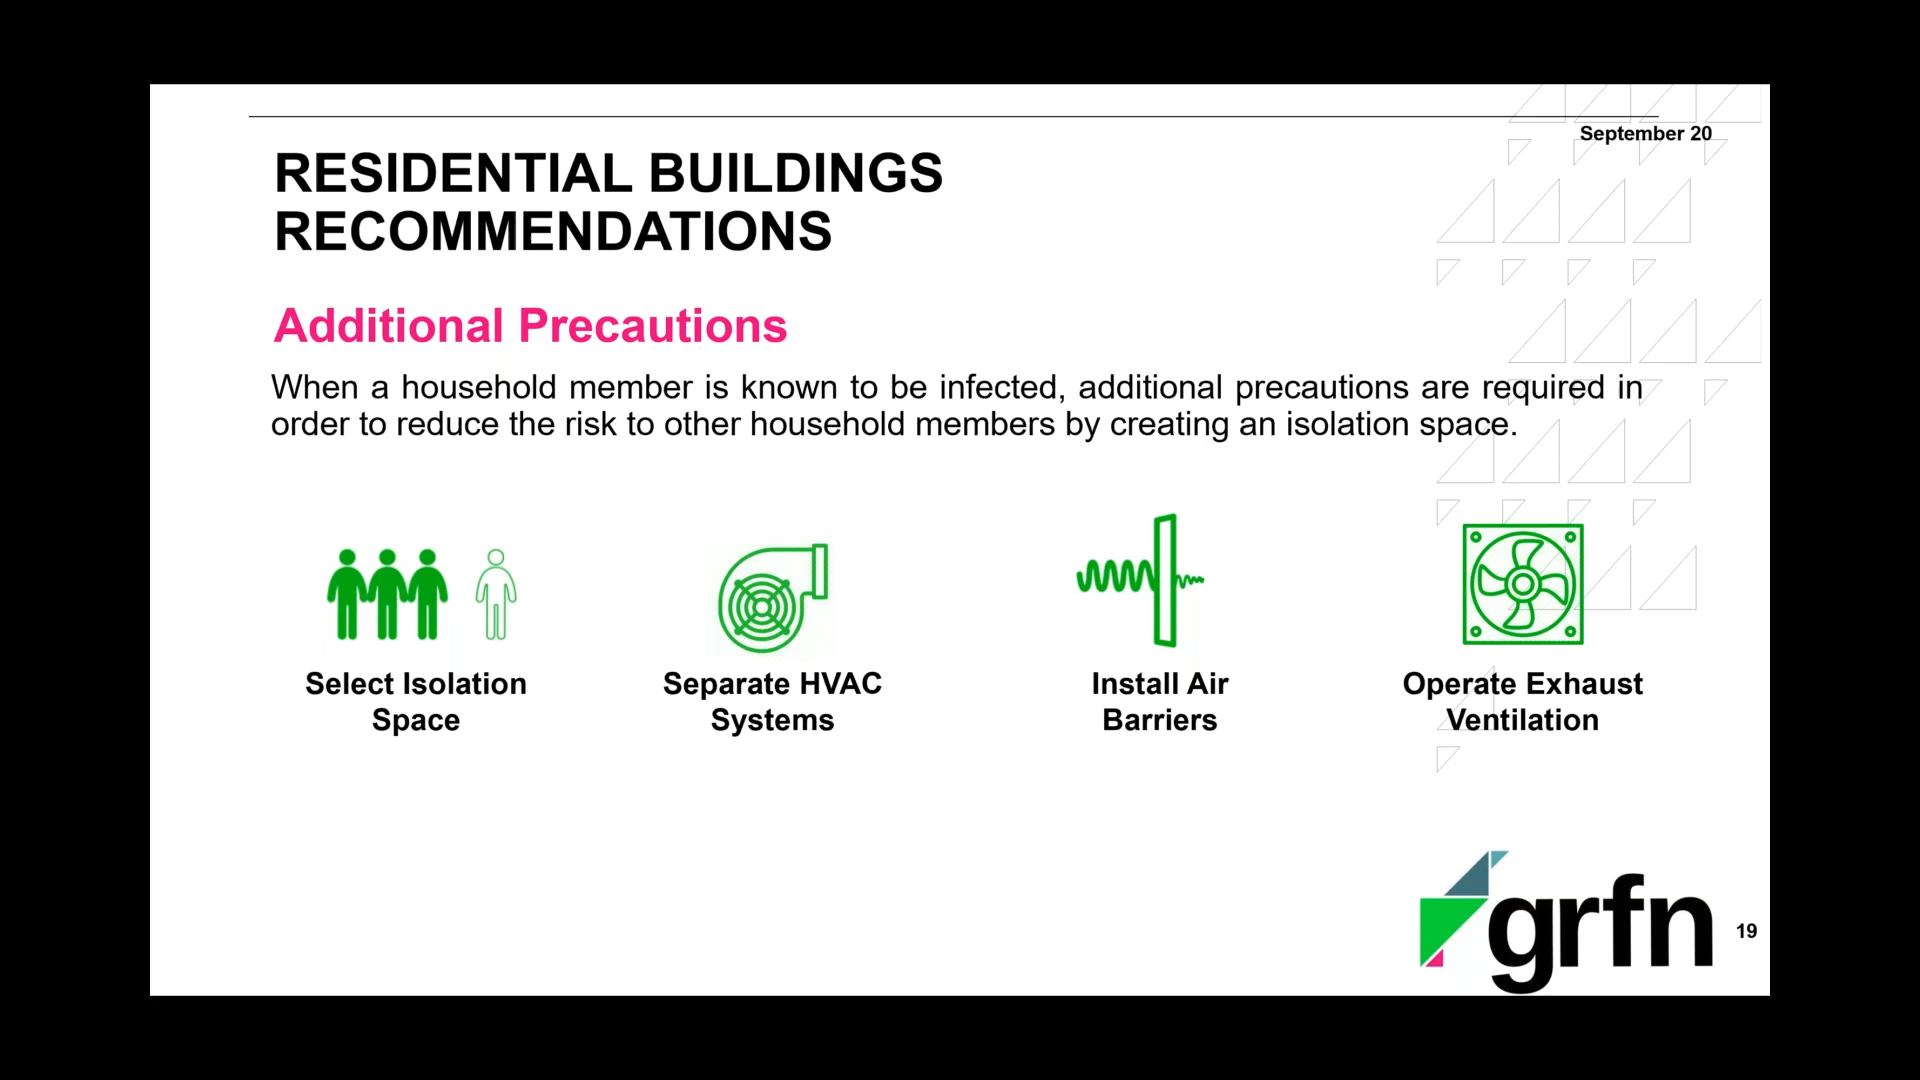 September 20
RESIDENTIAL BUILDINGS
RECOMMENDATIONS
Additional Precautions
When a household member is known to be infected, additional precautions are required in
order to reduce the risk to other household members by creating an isolation space.
Select Isolation
Space
Separate HVAC
Systems
Install Air
Barriers
Operate Exhaust
Ventilation
grfn
19